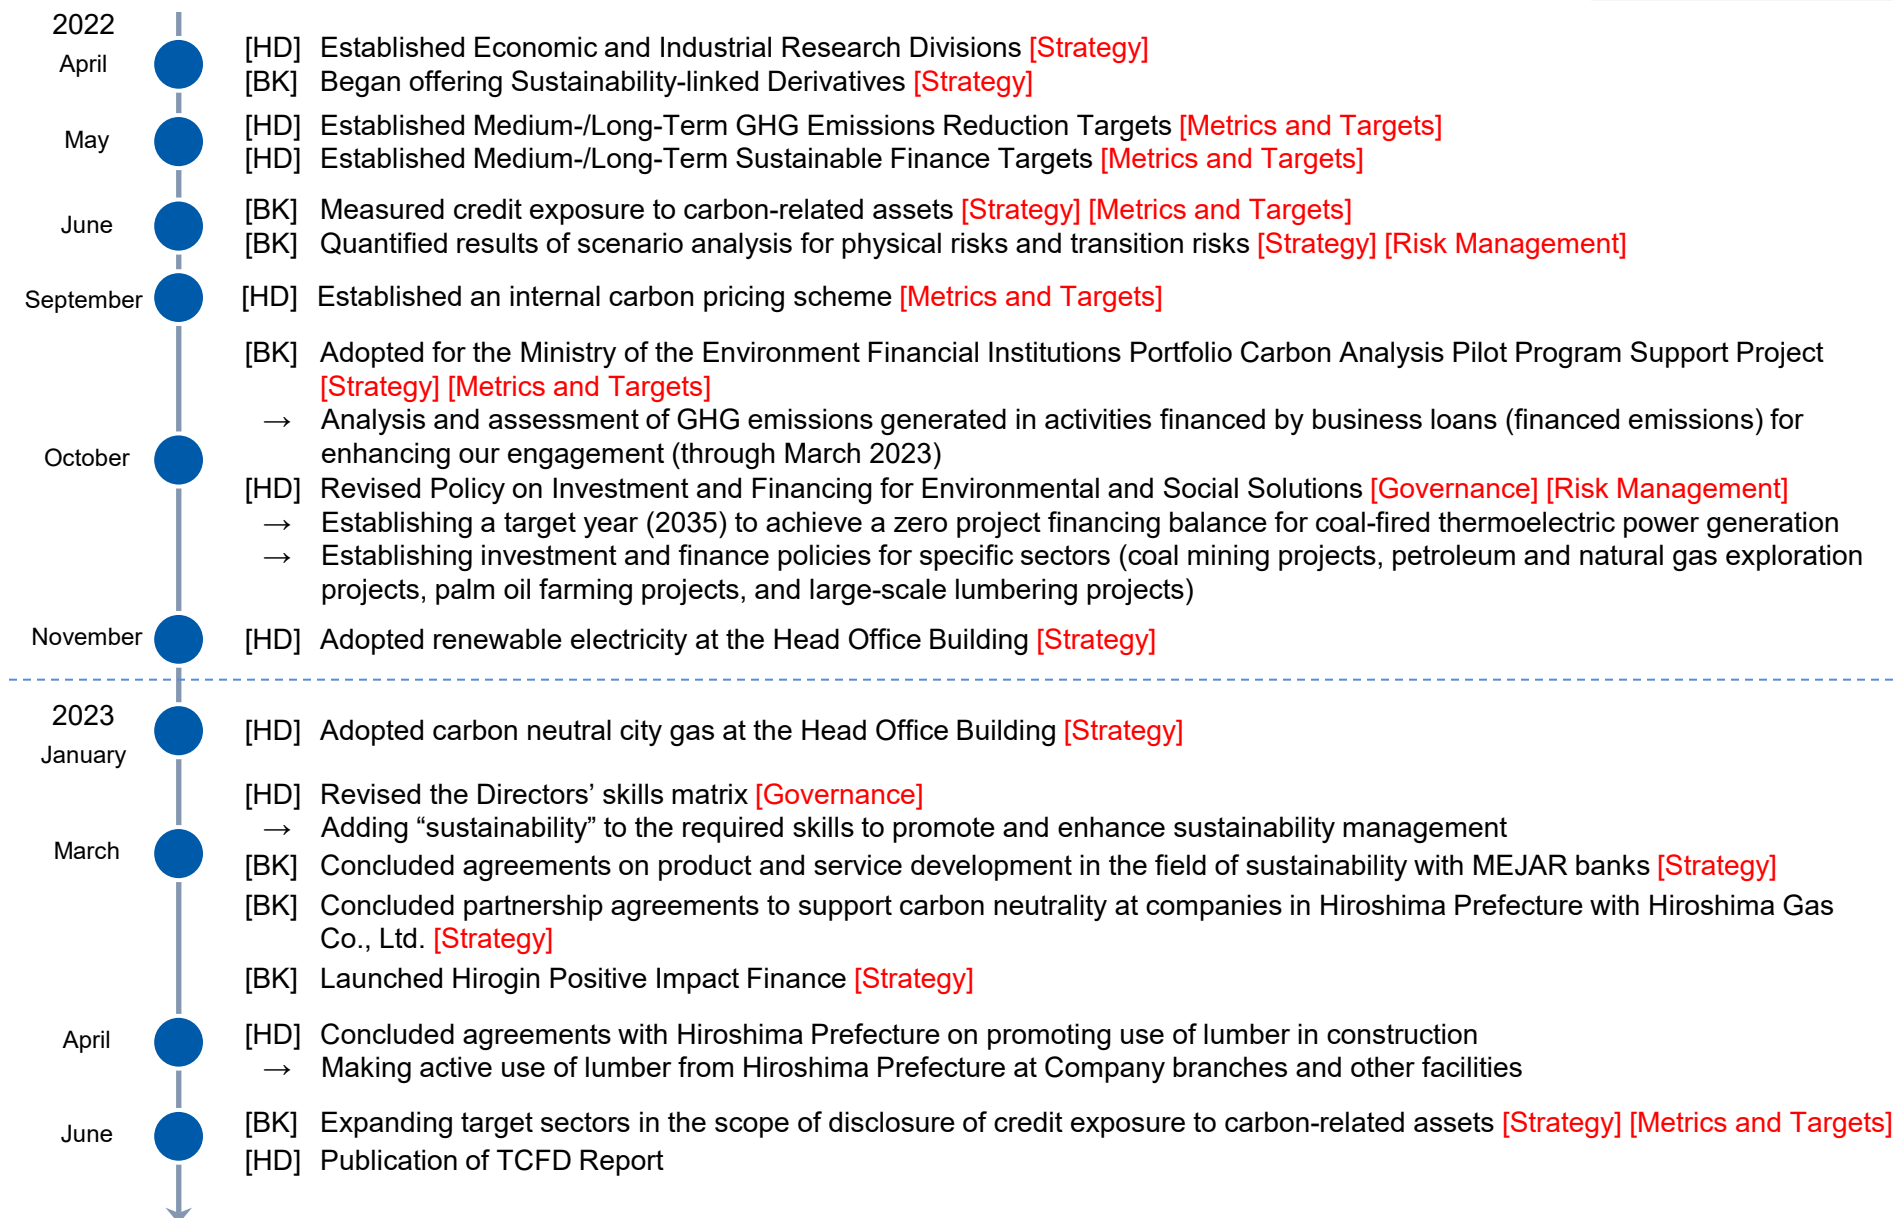 2022
April
[HD] Established Economic and Industrial Research Divisions [Strategy]
[BK] Began offering Sustainability-linked Derivatives [Strategy]
May
[HD] Established Medium-/Long-Term GHG Emissions Reduction Targets [Metrics and Targets]
[HD] Established Medium-/Long-Term Sustainable Finance Targets [Metrics and Targets]
June
[BK] Measured credit exposure to carbon-related assets [Strategy] [Metrics and Targets]
[BK] Quantified results of scenario analysis for physical risks and transition risks [Strategy] [Risk Management]
September
[HD] Established an internal carbon pricing scheme [Metrics and Targets]
October
[BK] Adopted for the Ministry of the Environment Financial Institutions Portfolio Carbon Analysis Pilot Program Support Project
[Strategy] [Metrics and Targets]
→ Analysis and assessment of GHG emissions generated in activities financed by business loans (financed emissions) for
enhancing our engagement (through March 2023)
[HD] Revised Policy on Investment and Financing for Environmental and Social Solutions [Governance] [Risk Management]
→ Establishing a target year (2035) to achieve a zero project financing balance for coal-fired thermoelectric power generation
→ Establishing investment and finance policies for specific sectors (coal mining projects, petroleum and natural gas exploration
projects, palm oil farming projects, and large-scale lumbering projects)
November
[HD] Adopted renewable electricity at the Head Office Building [Strategy]
2023
January
[HD] Adopted carbon neutral city gas at the Head Office Building [Strategy]
March
[HD] Revised the Directors’ skills matrix [Governance]
→ Adding “sustainability” to the required skills to promote and enhance sustainability management
[BK] Concluded agreements on product and service development in the field of sustainability with MEJAR banks [Strategy]
[BK] Concluded partnership agreements to support carbon neutrality at companies in Hiroshima Prefecture with Hiroshima Gas
Co., Ltd. [Strategy]
[BK] Launched Hirogin Positive Impact Finance [Strategy]
April
[HD] Concluded agreements with Hiroshima Prefecture on promoting use of lumber in construction
→ Making active use of lumber from Hiroshima Prefecture at Company branches and other facilities
June
[BK] Expanding target sectors in the scope of disclosure of credit exposure to carbon-related assets [Strategy] [Metrics and Targets]
[HD] Publication of TCFD Report